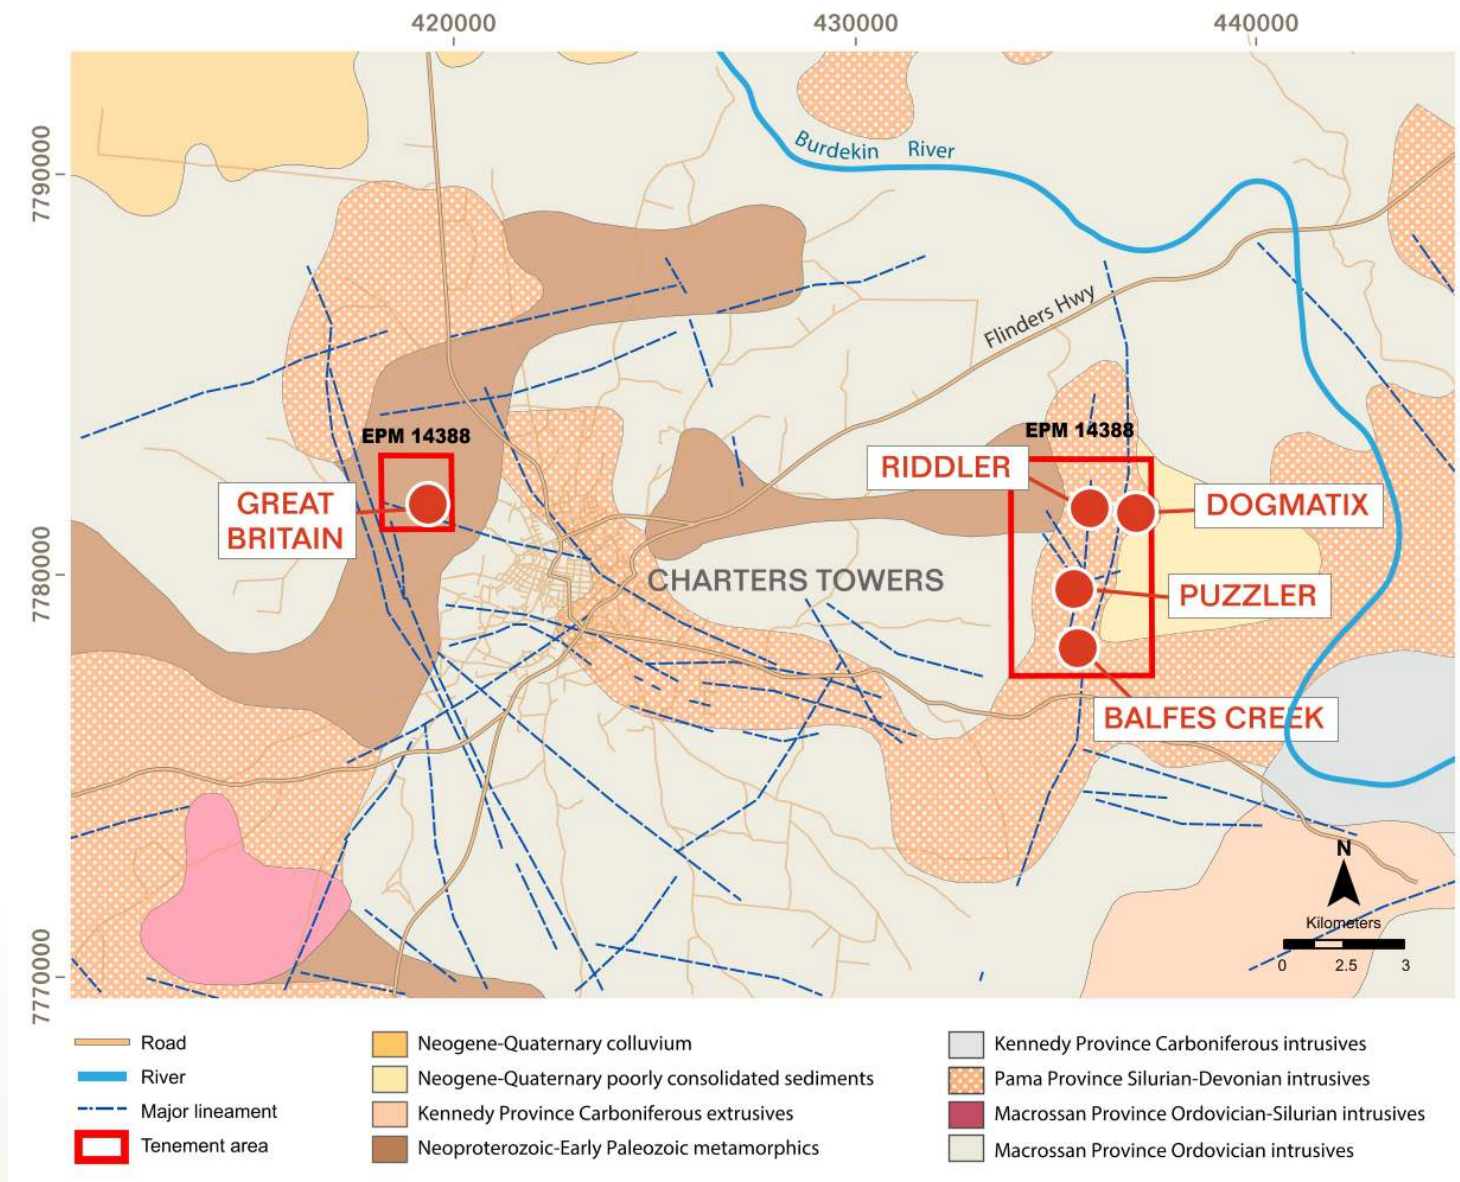 420000
430000
440000
7790000
7780000
7770000
Burdekin River
Flinders Hwy
EPM 14388
EPM 14388
RIDDLER
DOGMATIX
GREAT
BRITAIN
CHARTERS TOWERS
PUZZLER
BALFES CREEK
N
Kilometers
0 2.5 3
Road
River
Major lineament
Tenement area
Neogene-Quaternary colluvium
Neogene-Quaternary poorly consolidated sediments
Kennedy Province Carboniferous extrusives
Neoproterozoic-Early Paleozoic metamorphics
Kennedy Province Carboniferous intrusives
Pama Province Silurian-Devonian intrusives
Macrossan Province Ordovician-Silurian intrusives
Macrossan Province Ordovician intrusives